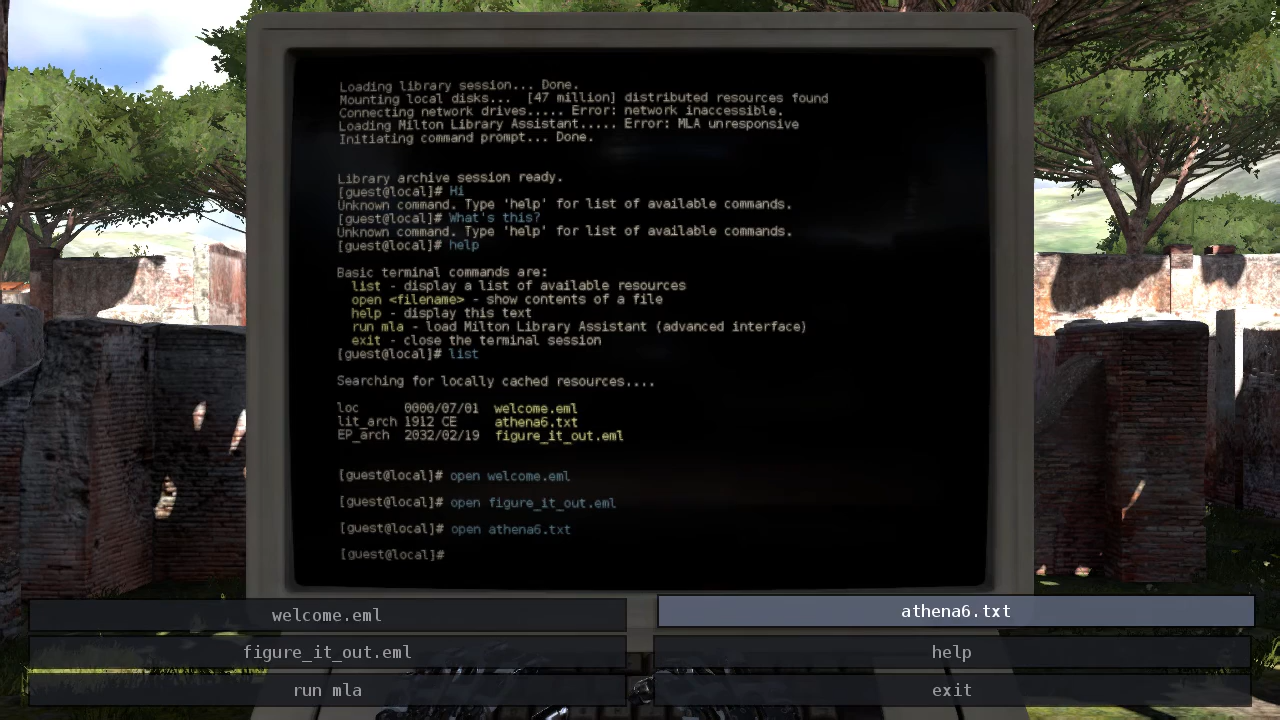 Loading library session... Done.
Mounting local disks...  [47 million] distributed resources found
Connecting network drives..... Error: network inaccessible.
Loading Milton Library Assistant..... Error: MLA unresponsive
Initiating command prompt... Done.
Library archive session ready.
[guest@local]# Hi
Unknown command. Type 'help' for list of available commands.
[guest@local]# What's this?
Unknown command. Type 'help' for list of available commands.
[guest@local]# help
Basic terminal commands are:
list - display a list of available resources
open <filename> - show contents of a file
help - display this text
run mla - load Milton Library Assistant (advanced interface)
exit - close the terminal session
[guest@local]# list
Searching for locally cached resources....
loc      0000/07/01  welcome.eml
lit_arch 1912 CE     athena6.txt
EP_arch  2032/02/19  figure_it_out.eml
[guest@local]# open welcome.eml
[guest@local]# open figure_it_out.eml
[guest@local]# open athena6.txt
[guest@local]#
welcome.eml
athena6.txt
figure_it_out.eml
help
run mla
exit